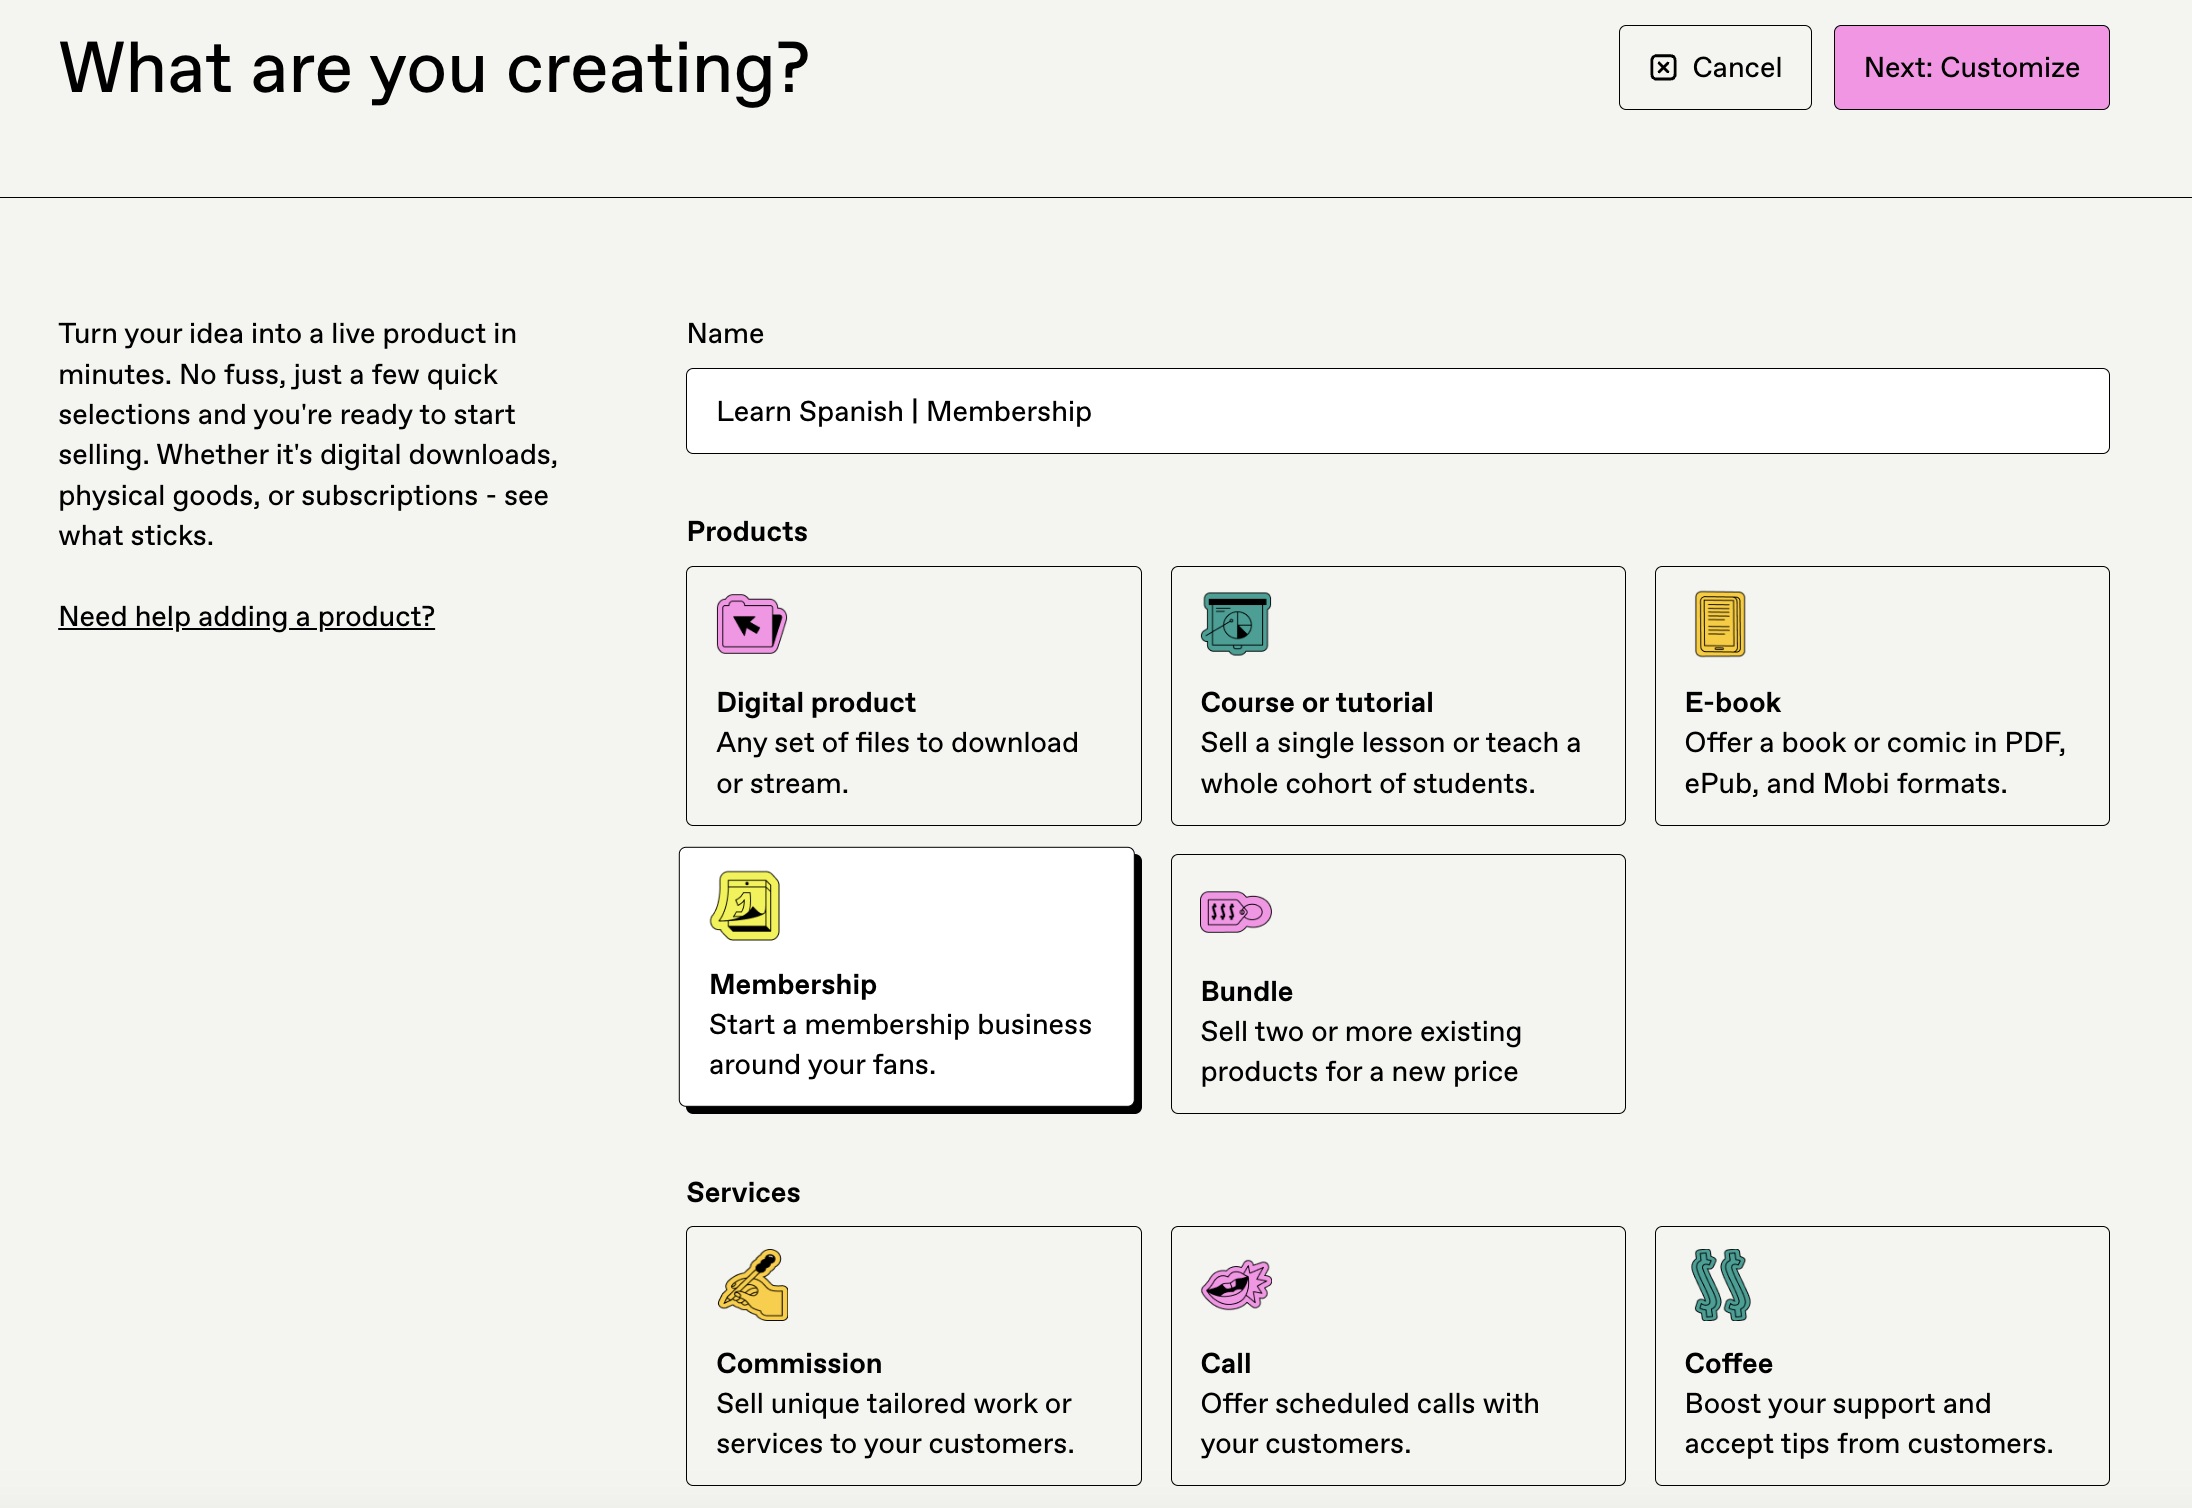 What are you creating?
Cancel
Next: Customize
Turn your idea into a live product in
minutes. No fuss, just a few quick
selections and you're ready to start
selling. Whether it's digital downloads,
physical goods, or subscriptions - see
what sticks.
Need help adding a product?
Name
Learn Spanish | Membership
Products
Digital product
Any set of files to download
or stream.
Course or tutorial
Sell a single lesson or teach a
whole cohort of students.
E-book
Offer a book or comic in PDF,
ePub, and Mobi formats.
Membership
Start a membership business
around your fans.
$$$
Bundle
Sell two or more existing
products for a new price
Services
Commission
Sell unique tailored work or
services to your customers.
Call
Offer scheduled calls with
your customers.
Coffee
Boost your support and
accept tips from customers.